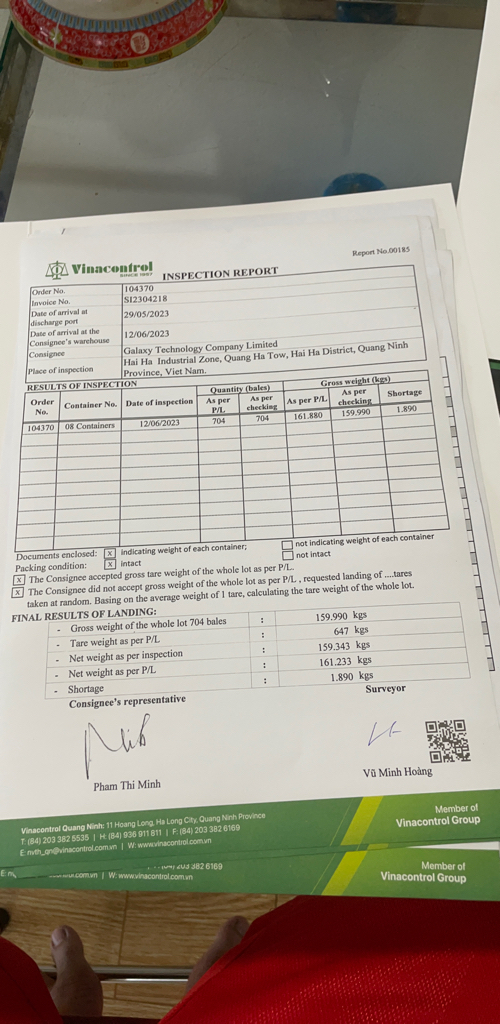 Report No.00185
Vinacontrol
SINCE 1957
INSPECTION REPORT
Order No. 104370
Invoice No. SI2304218
Date of arrival at discharge port 29/05/2023
Date of arrival at the Consignee's warehouse 12/06/2023
Consignee Galaxy Technology Company Limited
Place of inspection Hai Ha Industrial Zone, Quang Ha Tow, Hai Ha District, Quang Ninh Province, Viet Nam.
RESULTS OF INSPECTION
Order No. Container No. Date of inspection Quantity (bales) Gross weight (kgs)
As per P/L As per checking As per P/L As per checking Shortage
104370 08 Containers 12/06/2023 704 704 161.880 159.990 1.890
Documents enclosed: x indicating weight of each container; not indicating weight of each container
Packing condition: x intact not intact
x The Consignee accepted gross tare weight of the whole lot as per P/L.
x The Consignee did not accept gross weight of the whole lot as per P/L , requested landing of ....tares
taken at random. Basing on the average weight of 1 tare, calculating the tare weight of the whole lot.
FINAL RESULTS OF LANDING:
- Gross weight of the whole lot 704 bales : 159.990 kgs
- Tare weight as per P/L : 647 kgs
- Net weight as per inspection : 159.343 kgs
- Net weight as per P/L : 161.233 kgs
- Shortage : 1.890 kgs
Consignee's representative Surveyor
Pham Thi Minh Vũ Minh Hoàng
Vinacontrol Quang Ninh: 11 Hoang Long, Ha Long City, Quang Ninh Province
T: (84) 203 382 5535 | H: (84) 936 911 811 | F: (84) 203 382 6169
E: nvth_qn@vinacontrol.com.vn | W: www.vinacontrol.com.vn
Member of
Vinacontrol Group
203 382 6169
.com.vn | W: www.vinacontrol.com.vn
Member of
Vinacontrol Group